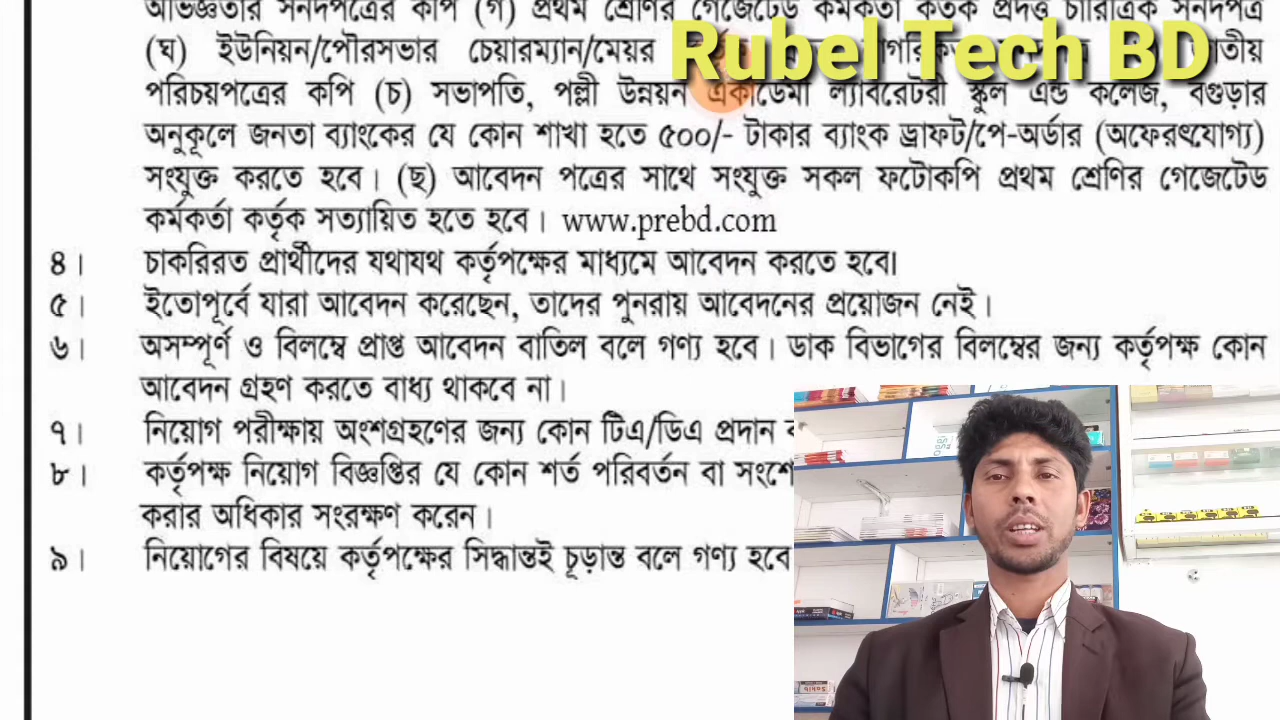 অভিজ্ঞতার সনদপত্রের কপি (গ) প্রথম শ্রেণির গেজেটেড কর্মকর্তা কর্তৃক প্রদত্ত চারিত্রিক সনদপত্র
(ঘ) ইউনিয়ন/পৌরসভার চেয়ারম্যান/মেয়র
Rubel Tech BD
পরিচয়পত্রের কপি (চ) সভাপতি, পল্লী উন্নয়ন একাডেমী ল্যাবরেটরী স্কুল এন্ড কলেজ, বগুড়ার
অনুকূলে জনতা ব্যাংকের যে কোন শাখা হতে ৫০০/- টাকার ব্যাংক ড্রাফট/পে-অর্ডার (অফেরৎযোগ্য)
সংযুক্ত করতে হবে। (ছ) আবেদন পত্রের সাথে সংযুক্ত সকল ফটোকপি প্রথম শ্রেণির গেজেটেড
কর্মকর্তা কর্তৃক সত্যায়িত হতে হবে। www.prebd.com
৪। চাকরিরত প্রার্থীদের যথাযথ কর্তৃপক্ষের মাধ্যমে আবেদন করতে হবে।
৫। ইতোপূর্বে যারা আবেদন করেছেন, তাদের পুনরায় আবেদনের প্রয়োজন নেই।
৬। অসম্পূর্ণ ও বিলম্বে প্রাপ্ত আবেদন বাতিল বলে গণ্য হবে। ডাক বিভাগের বিলম্বের জন্য কর্তৃপক্ষ কোন
আবেদন গ্রহণ করতে বাধ্য থাকবে না।
৭। নিয়োগ পরীক্ষায় অংশগ্রহণের জন্য কোন টিএ/ডিএ প্রদান
৮। কর্তৃপক্ষ নিয়োগ বিজ্ঞপ্তির যে কোন শর্ত পরিবর্তন বা
করার অধিকার সংরক্ষণ করেন।
৯। নিয়োগের বিষয়ে কর্তৃপক্ষের সিদ্ধান্তই চূড়ান্ত বলে গণ্য হবে